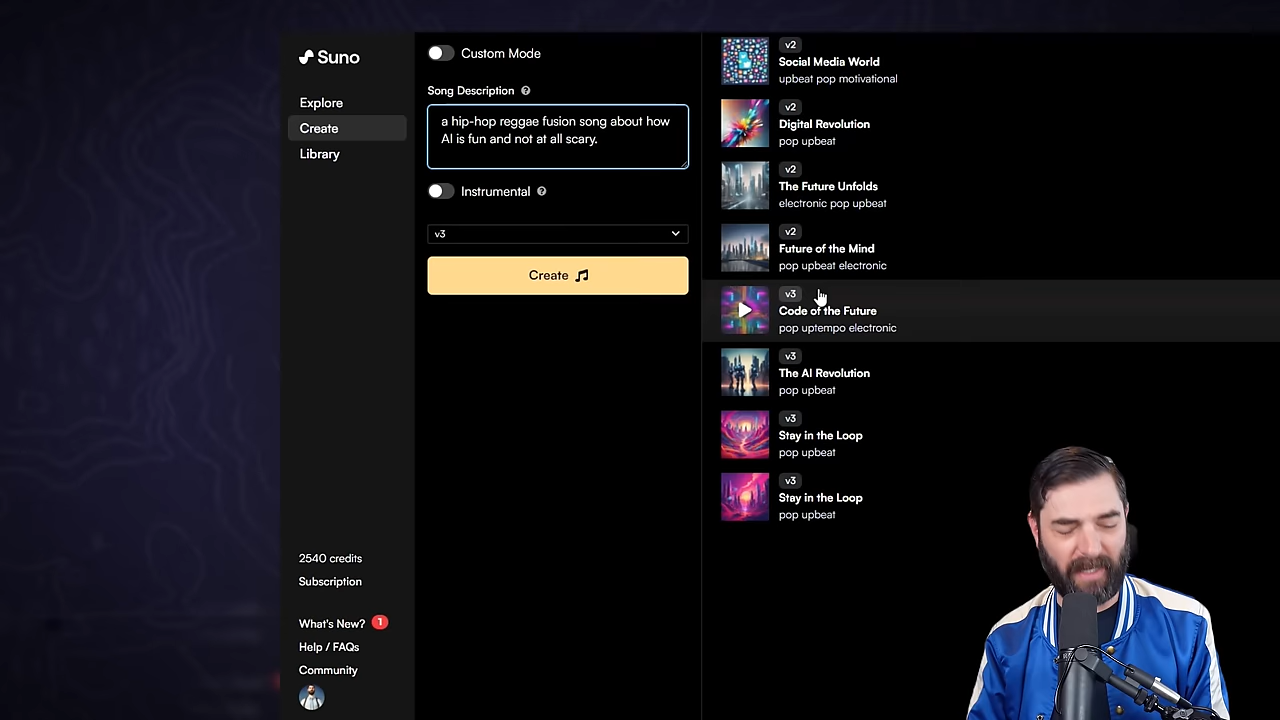 Suno
Explore
Create
Library
2540 credits
Subscription
What's New? 1
Help / FAQs
Community
Custom Mode
Song Description
a hip-hop reggae fusion song about how
AI is fun and not at all scary.
Instrumental
v3
Create
v2
Social Media World
upbeat pop motivational
v2
Digital Revolution
pop upbeat
v2
The Future Unfolds
electronic pop upbeat
v2
Future of the Mind
pop upbeat electronic
v3
Code of the Future
pop uptempo electronic
v3
The AI Revolution
pop upbeat
v3
Stay in the Loop
pop upbeat
v3
Stay in the Loop
pop upbeat